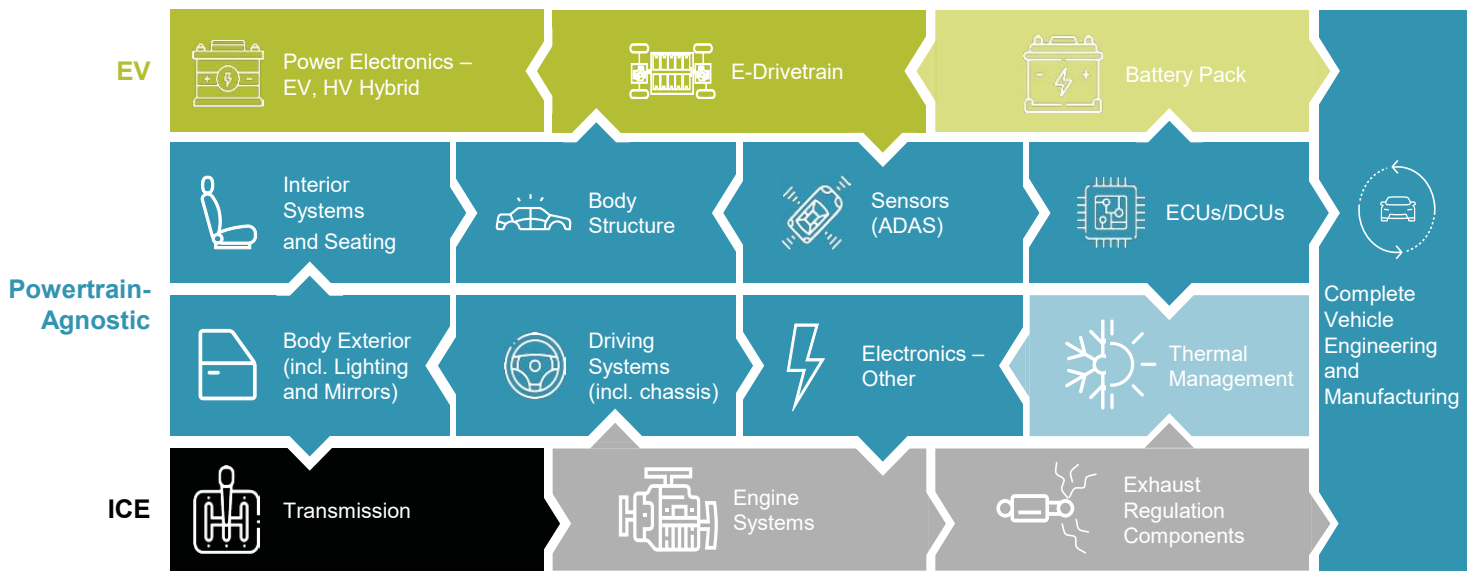 EV
Power Electronics –
EV, HV Hybrid
E-Drivetrain
Battery Pack
Powertrain-
Agnostic
Interior
Systems
and Seating
Body
Structure
Sensors
(ADAS)
ECUs/DCUs
Body Exterior
(incl. Lighting
and Mirrors)
Driving
Systems
(incl. chassis)
Electronics –
Other
Thermal
Management
ICE
Transmission
Engine
Systems
Exhaust
Regulation
Components
Complete
Vehicle
Engineering
and
Manufacturing